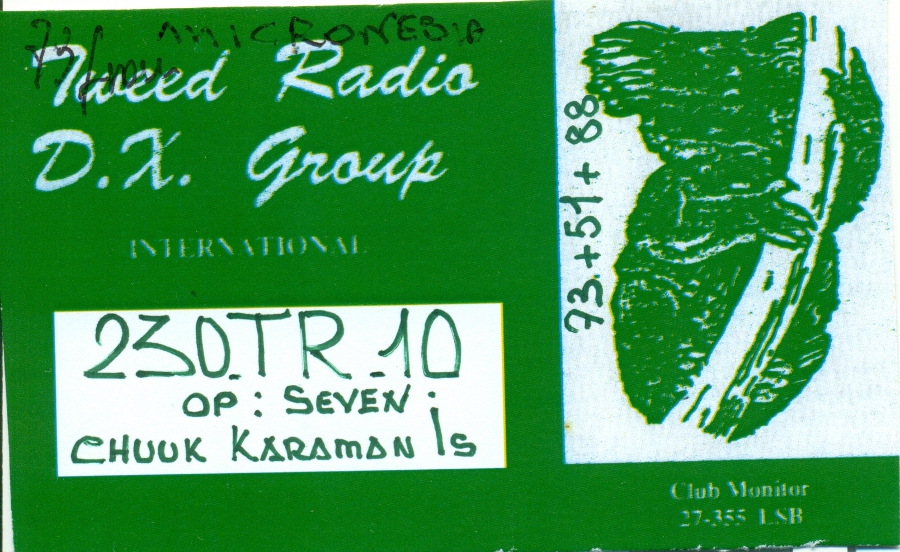 MICRONESIA
Tweed Radio
D.X. Group
INTERNATIONAL
230.TR.10
OP: SEVEN:
CHUUK KARAMAN Is
73.+51+88
Club Monitor
27-355 LSB